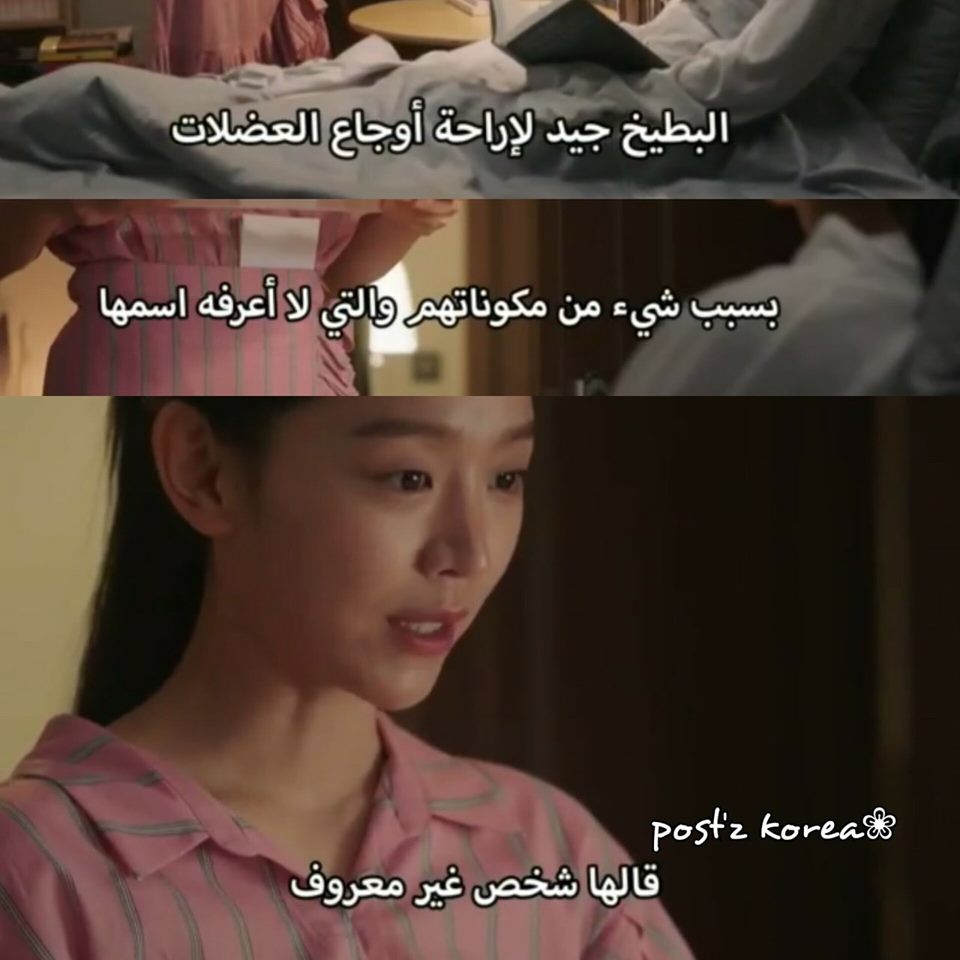 البطيخ جيد لإراحة أوجاع العضلات
بسبب شيء من مكوناتهم والتي لا أعرفه اسمها
post'z korea
قالها شخص غير معروف